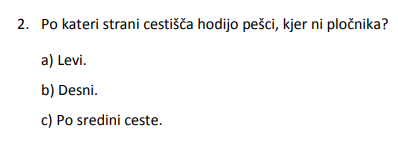 2. Po kateri strani cestišča hodijo pešci, kjer ni pločnika?
a) Levi.
b) Desni.
c) Po sredini ceste.